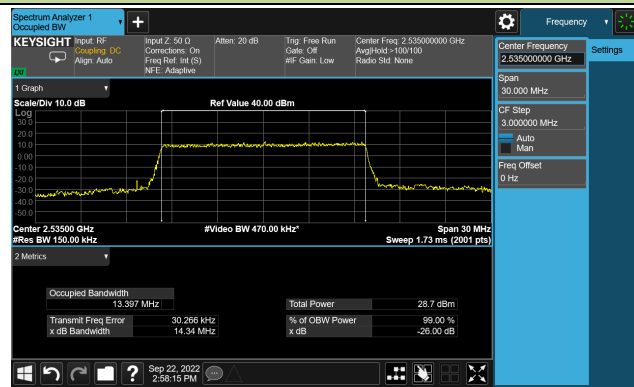 Spectrum Analyzer 1
Occupied BW
Frequency
KEYSIGHT
Input: RF
Coupling: DC
Align: Auto
Input Z: 50 Ω
Corrections: On
Freq Ref: Int (S)
NFE: Adaptive
Atten: 20 dB
Trig: Free Run
Gate: Off
#IF Gain: Low
Center Freq: 2.535000000 GHz
Avg|Hold:>100/100
Radio Std: None
Center Frequency
2.535000000 GHz
Settings
Span
30.000 MHz
CF Step
3.000000 MHz
Auto
Man
Freq Offset
0 Hz
1 Graph
Scale/Div 10.0 dB
Ref Value 40.00 dBm
Log
30.0
20.0
10.0
0.00
-10.0
-20.0
-30.0
-40.0
-50.0
Center 2.53500 GHz
#Video BW 470.00 kHz*
Span 30 MHz
#Res BW 150.00 kHz
Sweep 1.73 ms (2001 pts)
2 Metrics
Occupied Bandwidth
13.397 MHz
Total Power 28.7 dBm
Transmit Freq Error 30.266 kHz
% of OBW Power 99.00 %
x dB Bandwidth 14.34 MHz
x dB -26.00 dB
?
Sep 22, 2022
2:58:15 PM